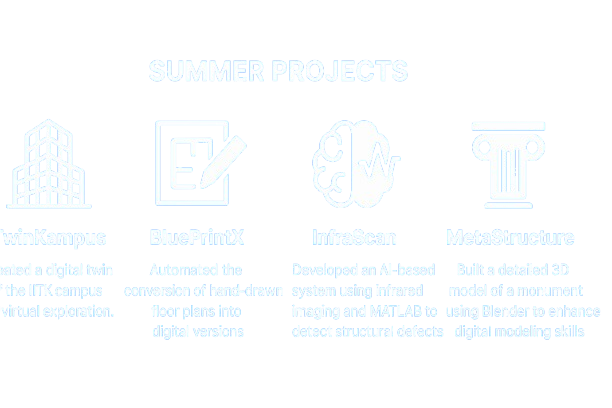 SUMMER PROJECTS
winKampus
BluePrintX
InfraScan
MetaStructure
eated a digital twin
f the IITK campus
virtual exploration.
Automated the
conversion of hand-drawn
floor plans into
digital versions
Developed an AI-based
system using infrared
imaging and MATLAB to
detect structural defects
Built a detailed 3D
model of a monument
using Blender to enhance
digital modeling skills